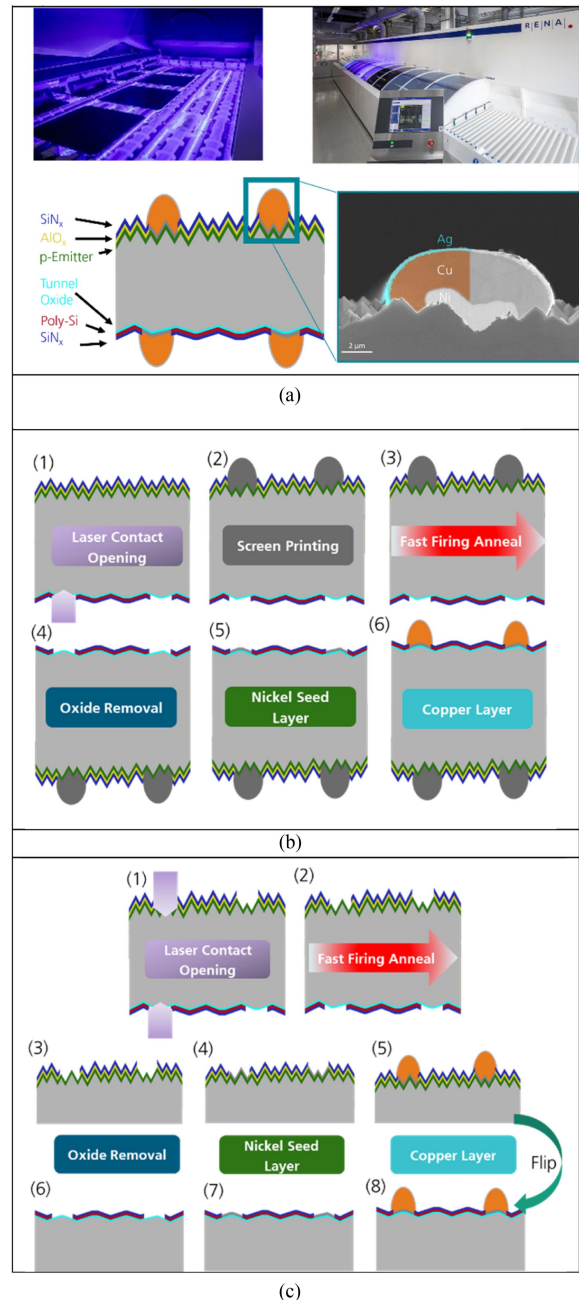 RENA
SiNₓ
AlOₓ
p-Emitter
Tunnel
Oxide
Poly-Si
SiNₓ
Ag
Cu
Ni
2 µm
(a)
(1)
(2)
(3)
Laser Contact
Opening
Screen Printing
Fast Firing Anneal
(4)
(5)
(6)
Oxide Removal
Nickel Seed
Layer
Copper Layer
(b)
(1)
(2)
Laser Contact
Opening
Fast Firing Anneal
(3)
(4)
(5)
Oxide Removal
Nickel Seed
Layer
Copper Layer
Flip
(6)
(7)
(8)
(c)